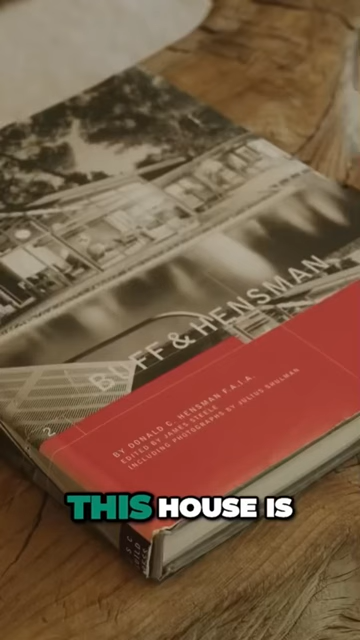 BUFF & HENSMAN
BY DONALD C. HENSMAN F.A.I.A.
EDITED BY JAMES STEELE
INCLUDING PHOTOGRAPHS BY JULIUS SHULMAN
2
THIS HOUSE IS